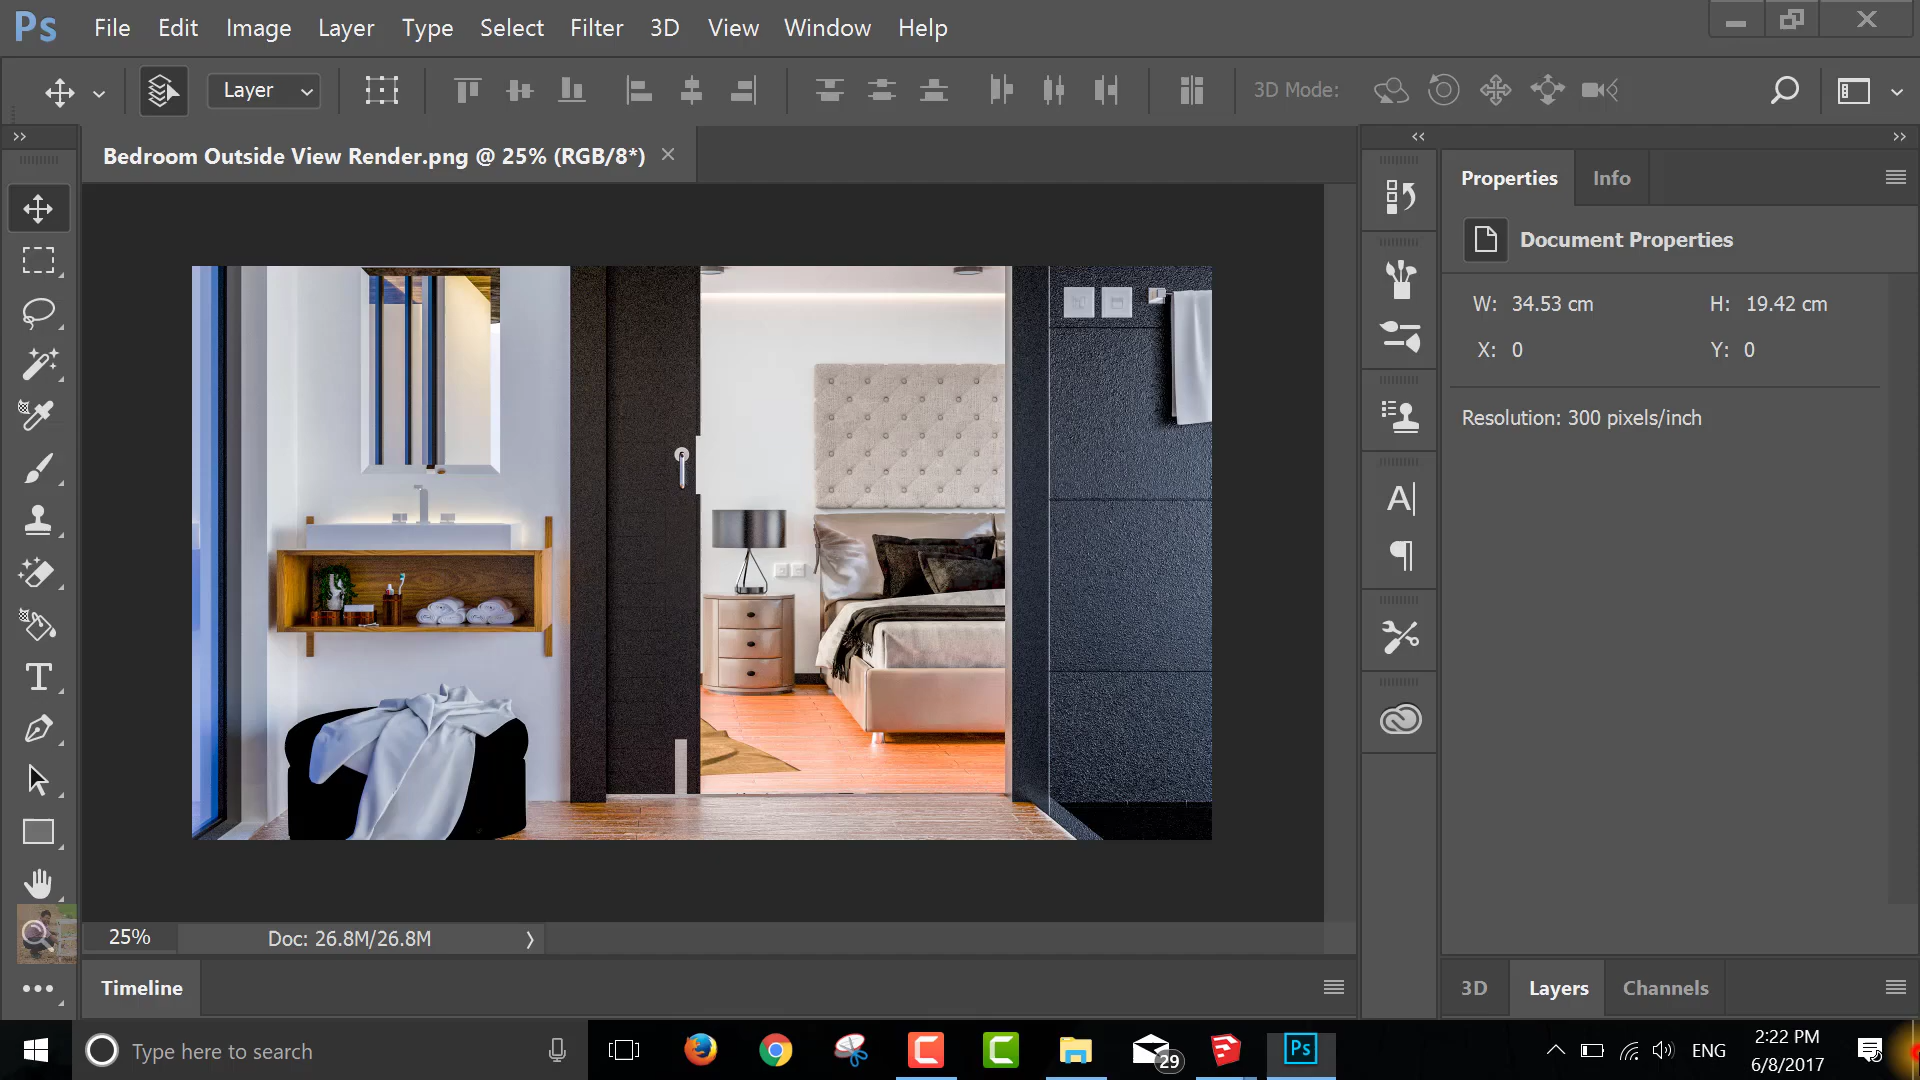 Ps File Edit Image Layer Type Select Filter 3D View Window Help
Layer 3D Mode:
Bedroom Outside View Render.png @ 25% (RGB/8*)
Properties Info
Document Properties
W: 34.53 cm H: 19.42 cm
X: 0 Y: 0
Resolution: 300 pixels/inch
25% Doc: 26.8M/26.8M
Timeline
3D Layers Channels
Type here to search
29
Ps
ENG
2:22 PM
6/8/2017